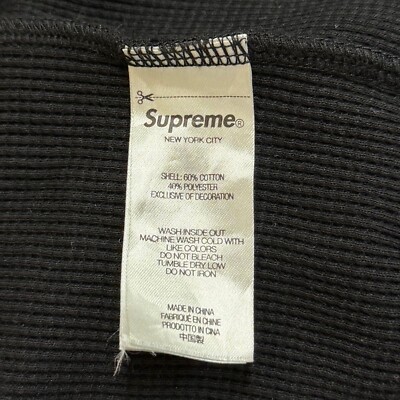 Supreme®
NEW YORK CITY
SHELL: 60% COTTON
40% POLYESTER
EXCLUSIVE OF DECORATION
WASH INSIDE OUT
MACHINE WASH COLD WITH
LIKE COLORS
DO NOT BLEACH
TUMBLE DRY LOW
DO NOT IRON
MADE IN CHINA
FABRIQUÉ EN CHINE
PRODOTTO IN CINA
中国製